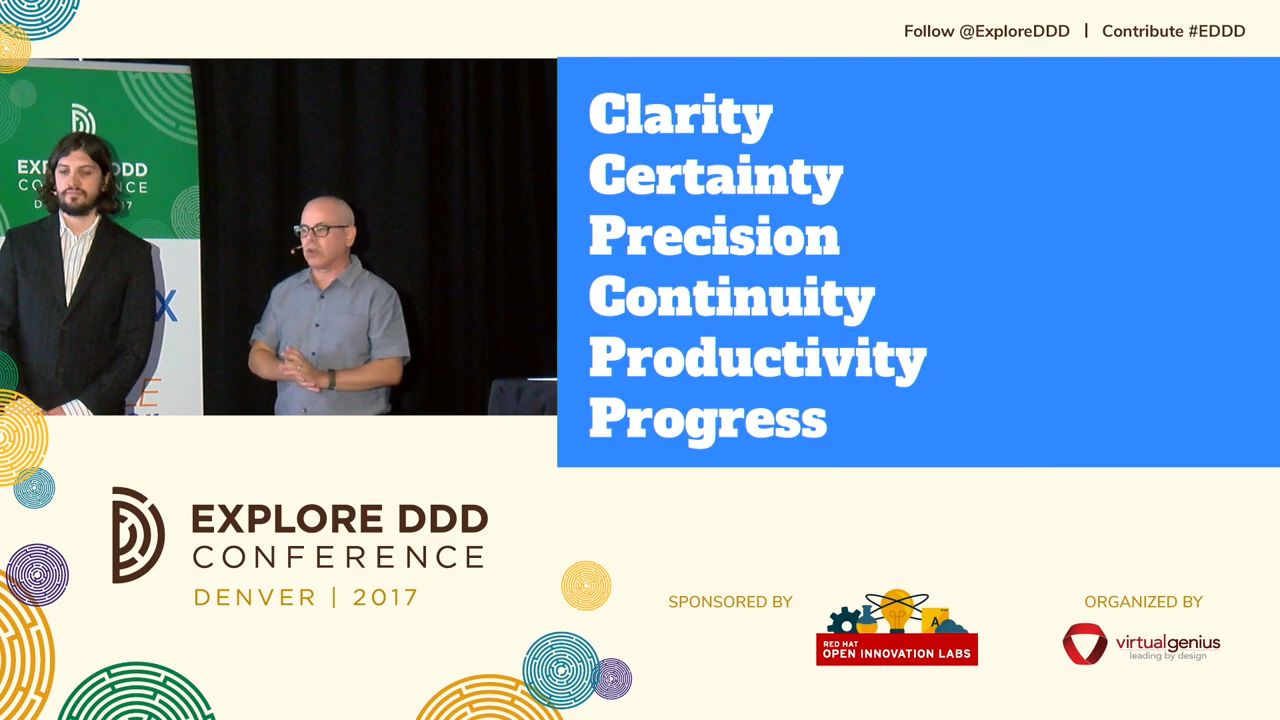 Follow @ExploreDDD | Contribute #EDDD
Clarity
Certainty
Precision
Continuity
Productivity
Progress
EXPLORE DDD
CONFERENCE
DENVER | 2017
SPONSORED BY
RED HAT
OPEN INNOVATION LABS
A
ORGANIZED BY
virtualgenius
leading by design